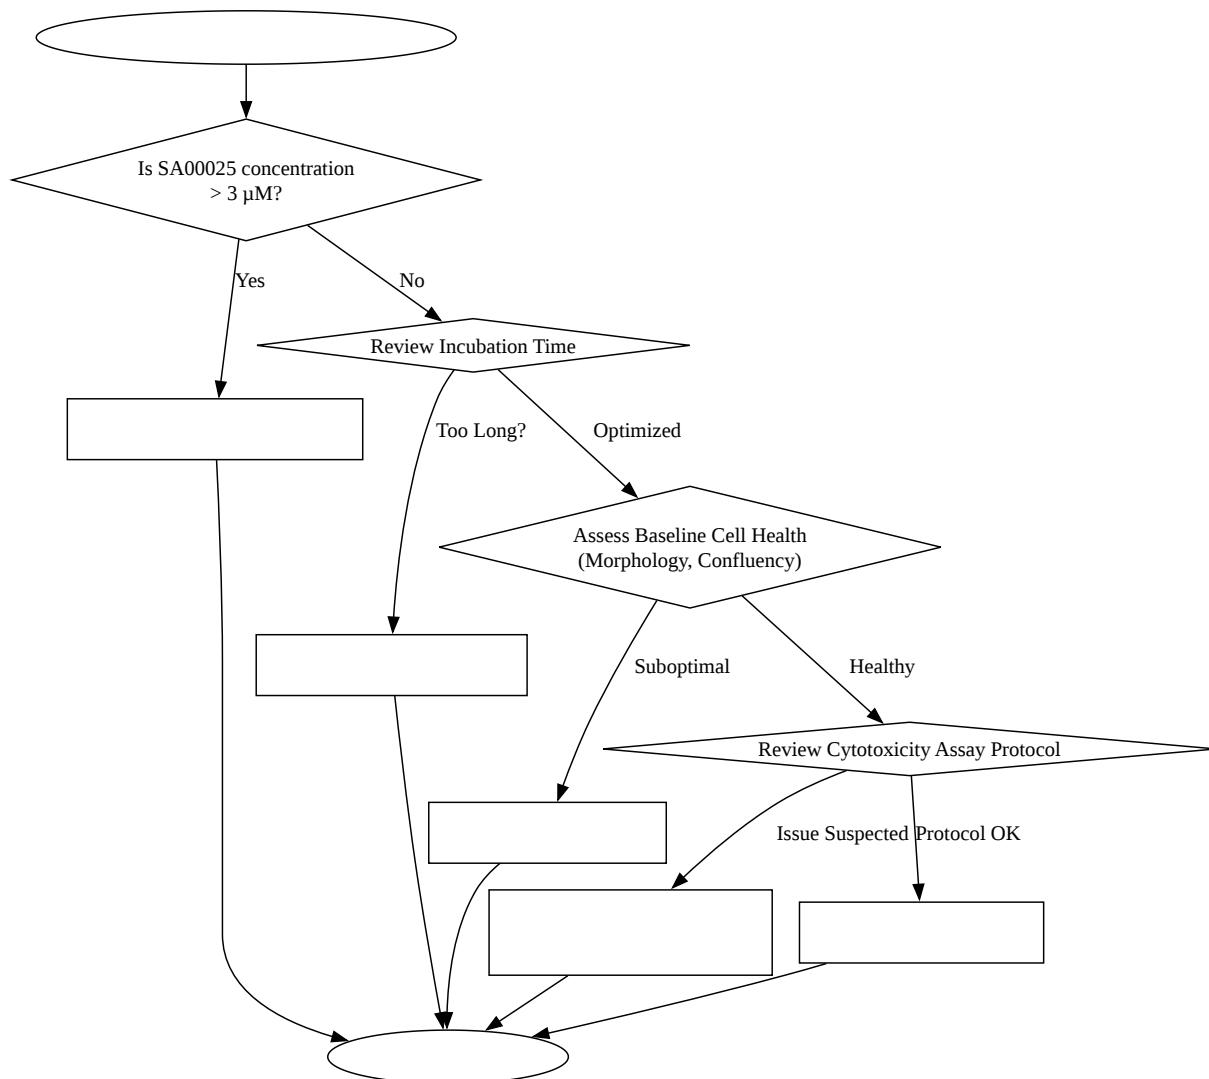 Is SA00025 concentration
> 3 µM?
Yes
No
Review Incubation Time
Too Long?
Optimized
Assess Baseline Cell Health
(Morphology, Confluency)
Suboptimal
Healthy
Review Cytotoxicity Assay Protocol
Issue Suspected
Protocol OK